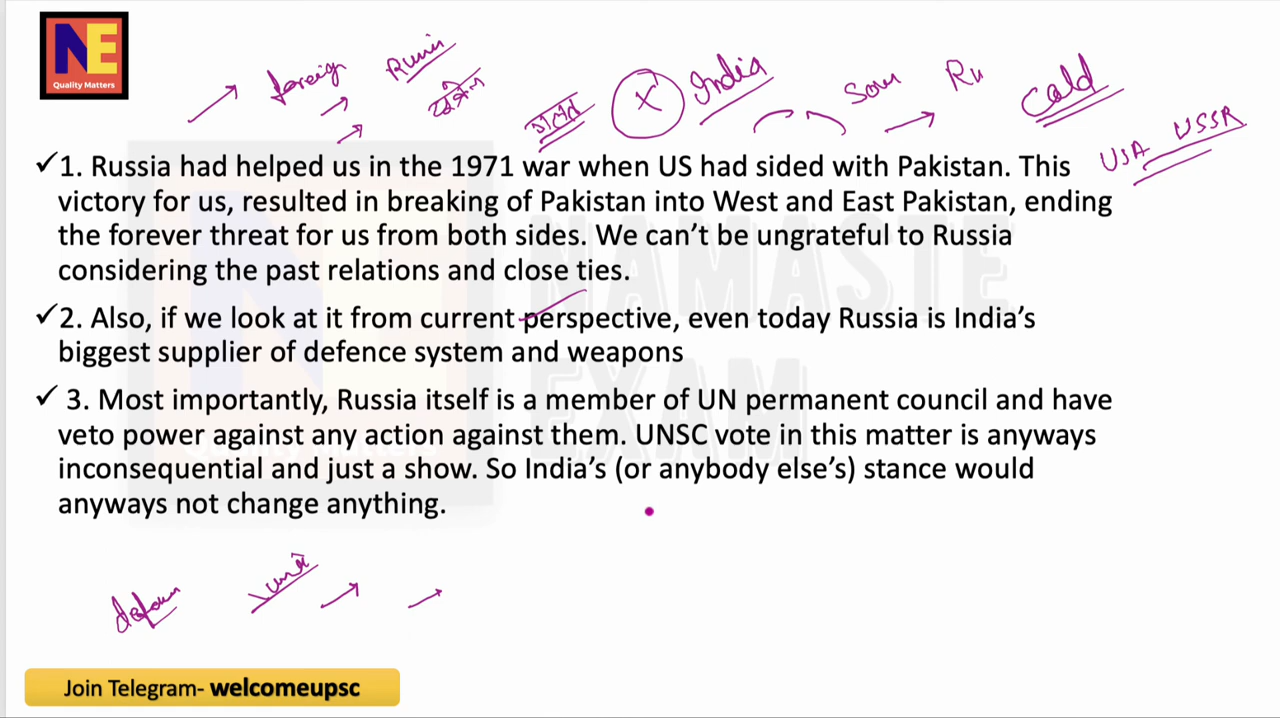 NE
Quality Matters
foreign
India
Cold
USA USSR
✓1. Russia had helped us in the 1971 war when US had sided with Pakistan. This
victory for us, resulted in breaking of Pakistan into West and East Pakistan, ending
the forever threat for us from both sides. We can’t be ungrateful to Russia
considering the past relations and close ties.
✓2. Also, if we look at it from current perspective, even today Russia is India’s
biggest supplier of defence system and weapons
✓ 3. Most importantly, Russia itself is a member of UN permanent council and have
veto power against any action against them. UNSC vote in this matter is anyways
inconsequential and just a show. So India’s (or anybody else’s) stance would
anyways not change anything.
NAMASTE
EXAM
Join Telegram- welcomeupsc